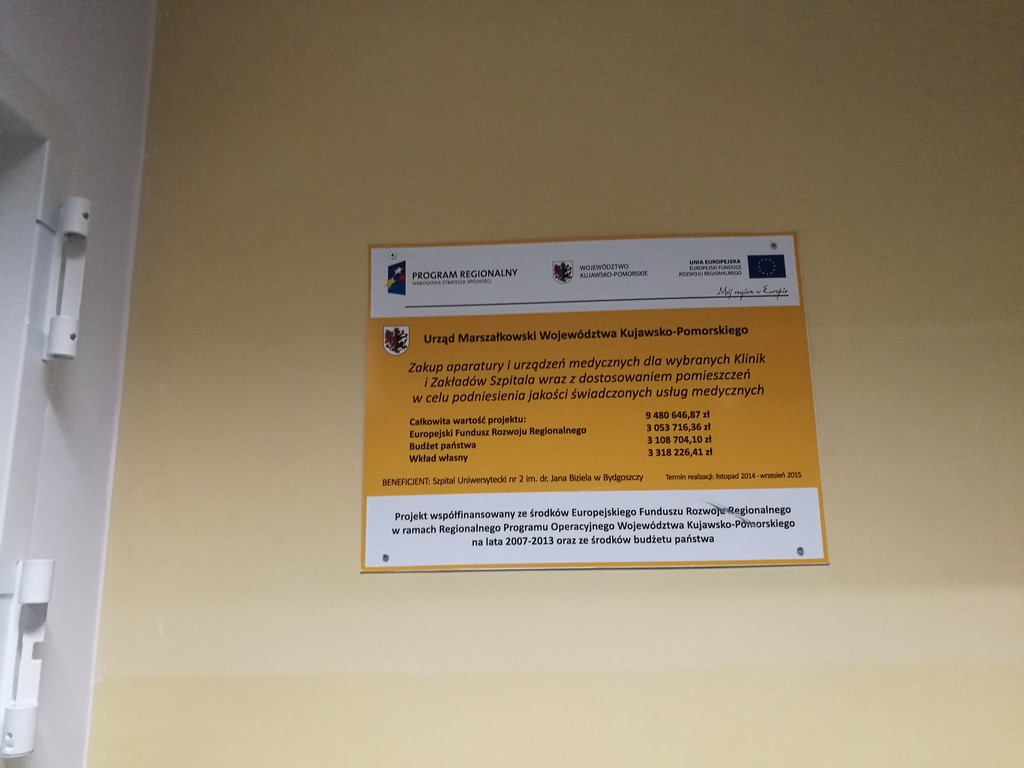 PROGRAM REGIONALNY
NARODOWA STRATEGIA SPÓJNOŚCI
WOJEWÓDZTWO
KUJAWSKO-POMORSKIE
UNIA EUROPEJSKA
EUROPEJSKI FUNDUSZ
ROZWOJU REGIONALNEGO
Mój region w Europie
Urząd Marszałkowski Województwa Kujawsko-Pomorskiego
Zakup aparatury i urządzeń medycznych dla wybranych Klinik
i Zakładów Szpitala wraz z dostosowaniem pomieszczeń
w celu podniesienia jakości świadczonych usług medycznych
Całkowita wartość projektu: 9 480 646,87 zł
Europejski Fundusz Rozwoju Regionalnego 3 053 716,36 zł
Budżet państwa 3 108 704,10 zł
Wkład własny 3 318 226,41 zł
BENEFICJENT: Szpital Uniwersytecki nr 2 im. dr. Jana Biziela w Bydgoszczy Termin realizacji: listopad 2014 - wrzesień 2015
Projekt współfinansowany ze środków Europejskiego Funduszu Rozwoju Regionalnego
w ramach Regionalnego Programu Operacyjnego Województwa Kujawsko-Pomorskiego
na lata 2007-2013 oraz ze środków budżetu państwa